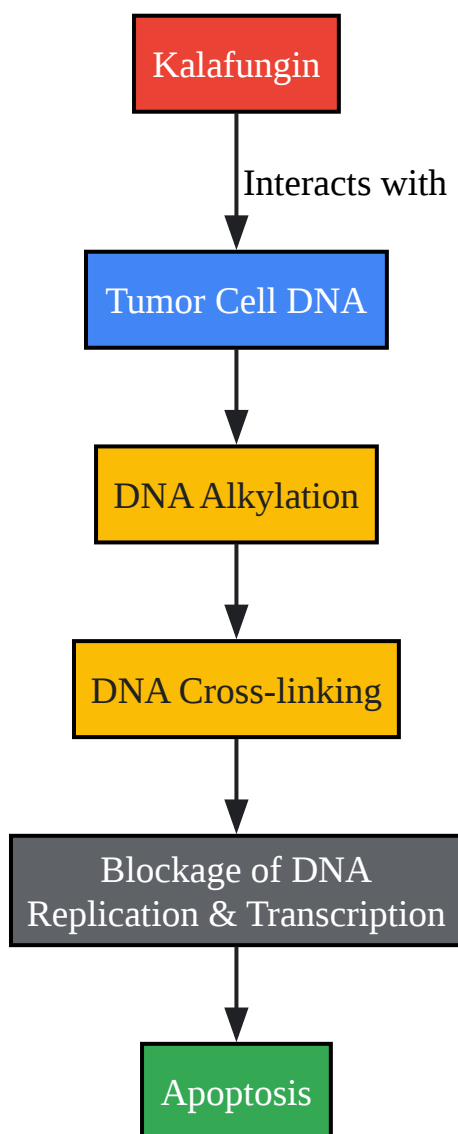 Kalafungin
Interacts with
Tumor Cell DNA
DNA Alkylation
DNA Cross-linking
Blockage of DNA
Replication & Transcription
Apoptosis